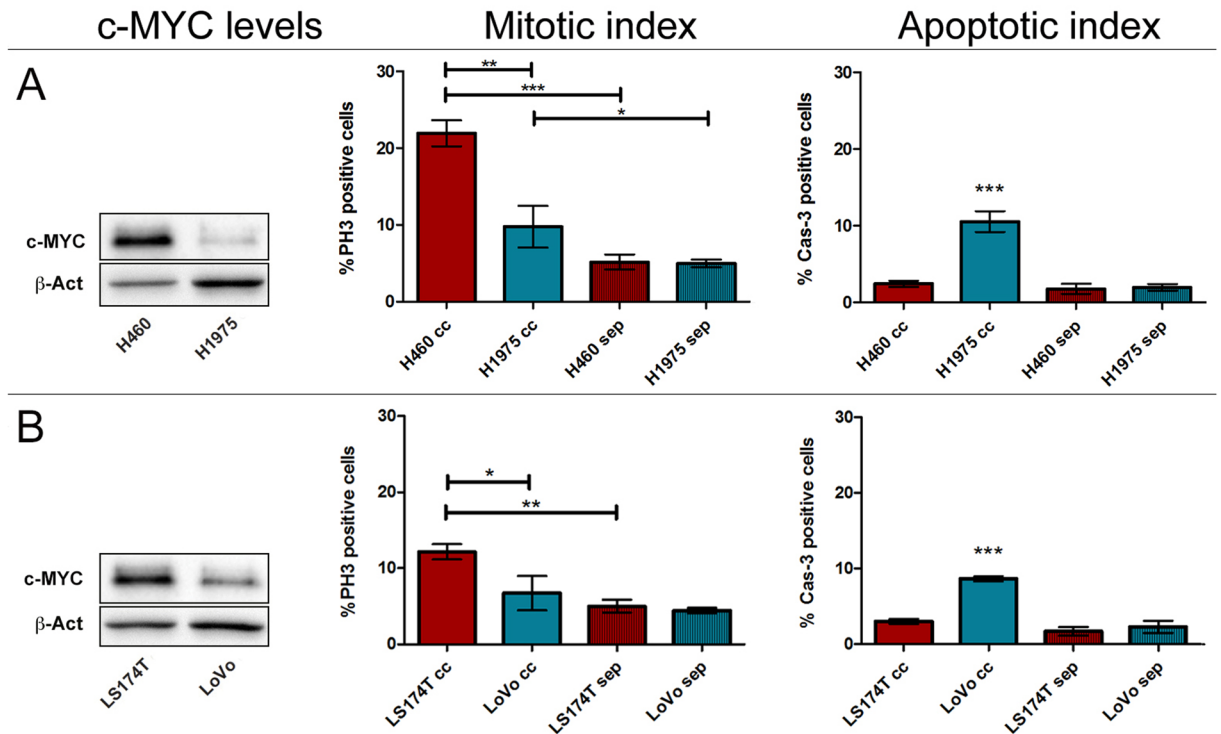 c-MYC levels Mitotic index Apoptotic index
A
c-MYC
β-Act
H460 H1975
% PH3 positive cells
30
20
10
0
**
***
*
H460 cc H1975 cc H460 sep H1975 sep
% Cas-3 positive cells
30
20
10
0
***
H460 cc H1975 cc H460 sep H1975 sep
B
c-MYC
β-Act
LS174T LoVo
% PH3 positive cells
30
20
10
0
*
**
LS174T cc LoVo cc LS174T sep LoVo sep
% Cas-3 positive cells
30
20
10
0
***
LS174T cc LoVo cc LS174T sep LoVo sep